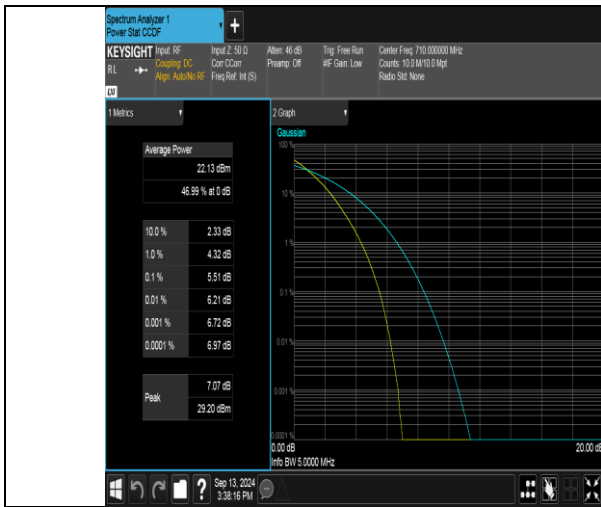 Spectrum Analyzer 1
Power Stat CCDF
+
KEYSIGHT
Input: RF
Coupling: DC
Align: Auto/No RF
Input Z: 50 Ω
Corr CCorr
Freq Ref: Int (S)
Atten: 46 dB
Preamp: Off
Trig: Free Run
#IF Gain: Low
Center Freq: 710.000000 MHz
Counts: 10.0 M/10.0 Mpt
Radio Std: None
R L
LXI
1 Metrics
Average Power
22.13 dBm
46.99 % at 0 dB
10.0 % 2.33 dB
1.0 % 4.32 dB
0.1 % 5.51 dB
0.01 % 6.21 dB
0.001 % 6.72 dB
0.0001 % 6.97 dB
Peak
7.07 dB
29.20 dBm
2 Graph
Gaussian
100 %
10 %
1 %
0.1 %
0.01 %
0.001 %
0.0001 %
0.00 dB
20.00 dB
Info BW 5.0000 MHz
?
Sep 13, 2024
3:38:16 PM